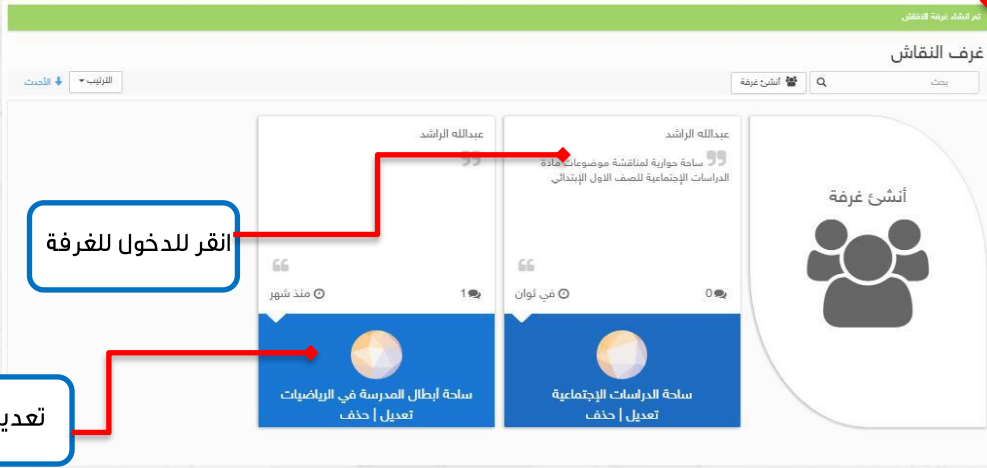 تم انشاء غرفة النقاش
غرف النقاش
بحث
أنشئ غرفة
الترتيب
الأحدث
أنشئ غرفة
عبدالله الراشد
ساحة حوارية لمناقشة موضوعات مادة
الدراسات الإجتماعية للصف الاول الإبتدائي
0
في ثوان
ساحة الدراسات الإجتماعية
تعديل | حذف
عبدالله الراشد
1
منذ شهر
ساحة أبطال المدرسة في الرياضيات
تعديل | حذف
انقر للدخول للغرفة